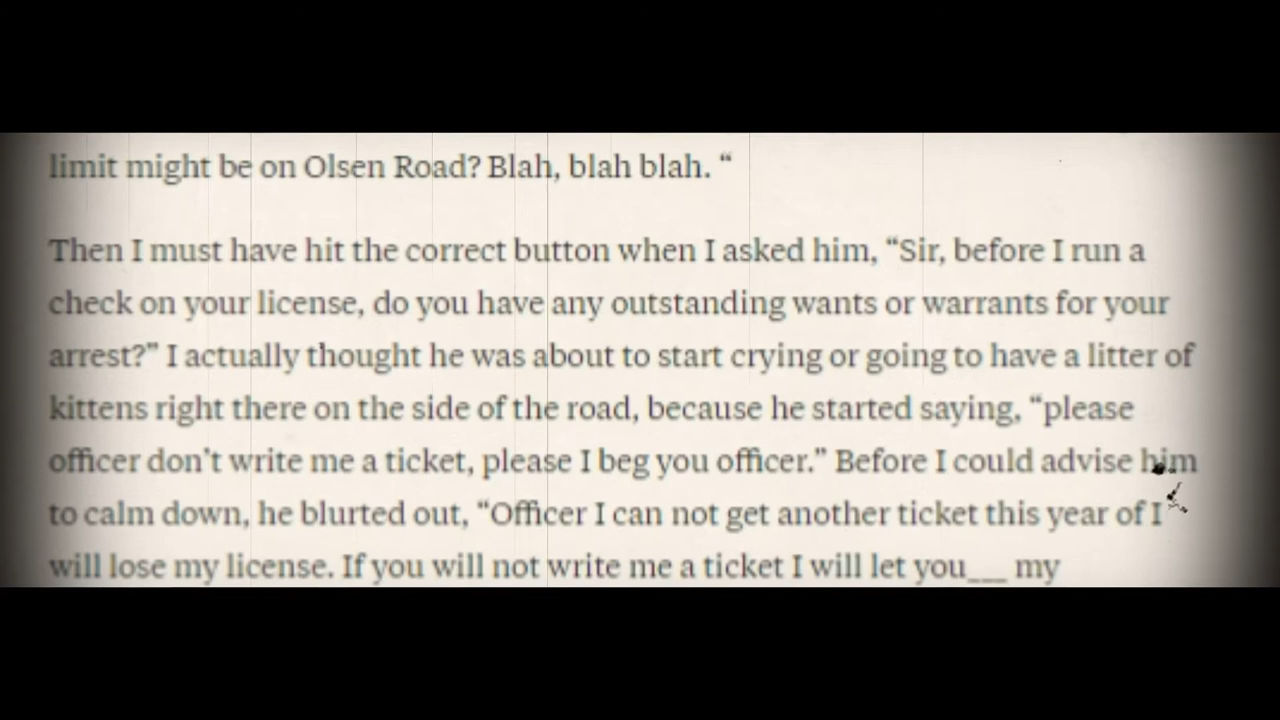 limit might be on Olsen Road? Blah, blah blah. “
Then I must have hit the correct button when I asked him, “Sir, before I run a
check on your license, do you have any outstanding wants or warrants for your
arrest?” I actually thought he was about to start crying or going to have a litter of
kittens right there on the side of the road, because he started saying, “please
officer don’t write me a ticket, please I beg you officer.” Before I could advise him
to calm down, he blurted out, “Officer I can not get another ticket this year of I
will lose my license. If you will not write me a ticket I will let you___ my